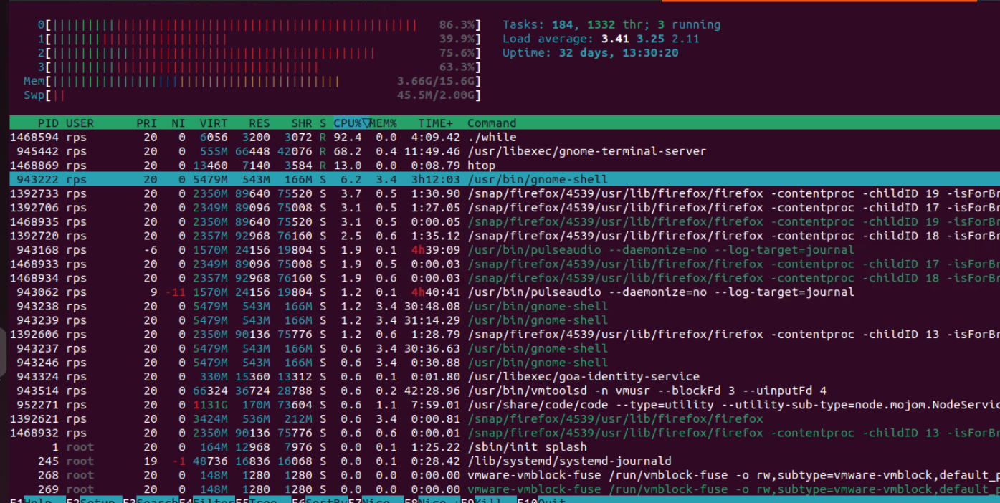 0[ 86.3%] Tasks: 184, 1332 thr; 3 running
1[ 39.9%] Load average: 3.41 3.25 2.11
2[ 75.6%] Uptime: 32 days, 13:30:20
3[ 63.3%]
Mem[ 3.66G/15.6G]
Swp[ 45.5M/2.00G]
PID USER PRI NI VIRT RES SHR S CPU%▽MEM% TIME+ Command
1468594 rps 20 0 6056 3200 3072 R 92.4 0.0 4:09.42 ./while
945442 rps 20 0 555M 66448 42076 R 68.2 0.4 11:49.46 /usr/libexec/gnome-terminal-server
1468869 rps 20 0 13460 7140 3584 R 13.0 0.0 0:08.79 htop
943222 rps 20 0 5479M 543M 166M S 6.2 3.4 3h12:03 /usr/bin/gnome-shell
1392733 rps 20 0 2350M 89640 75520 S 3.7 0.5 1:30.90 /snap/firefox/4539/usr/lib/firefox/firefox -contentproc -childID 19 -isForBr
1392706 rps 20 0 2349M 89096 75008 S 3.1 0.5 1:27.05 /snap/firefox/4539/usr/lib/firefox/firefox -contentproc -childID 17 -isForBr
1468935 rps 20 0 2350M 89640 75520 S 3.1 0.5 0:00.05 /snap/firefox/4539/usr/lib/firefox/firefox -contentproc -childID 19 -isForBr
1392720 rps 20 0 2357M 92968 76160 S 2.5 0.6 1:35.12 /snap/firefox/4539/usr/lib/firefox/firefox -contentproc -childID 18 -isForBr
943168 rps -6 0 1570M 24156 19804 S 1.9 0.1 4h39:09 /usr/bin/pulseaudio --daemonize=no --log-target=journal
1468933 rps 20 0 2349M 89096 75008 S 1.9 0.5 0:00.03 /snap/firefox/4539/usr/lib/firefox/firefox -contentproc -childID 17 -isForBr
1468934 rps 20 0 2357M 92968 76160 S 1.9 0.6 0:00.03 /snap/firefox/4539/usr/lib/firefox/firefox -contentproc -childID 18 -isForBr
943062 rps 9 -11 1570M 24156 19804 S 1.2 0.1 4h40:41 /usr/bin/pulseaudio --daemonize=no --log-target=journal
943238 rps 20 0 5479M 543M 166M S 1.2 3.4 30:48.08 /usr/bin/gnome-shell
943239 rps 20 0 5479M 543M 166M S 1.2 3.4 31:14.29 /usr/bin/gnome-shell
1392606 rps 20 0 2350M 90136 75776 S 1.2 0.6 1:28.79 /snap/firefox/4539/usr/lib/firefox/firefox -contentproc -childID 13 -isForBr
943237 rps 20 0 5479M 543M 166M S 0.6 3.4 30:36.63 /usr/bin/gnome-shell
943246 rps 20 0 5479M 543M 166M S 0.6 3.4 0:30.88 /usr/bin/gnome-shell
943324 rps 20 0 330M 15360 13312 S 0.6 0.1 0:01.80 /usr/libexec/goa-identity-service
943514 rps 20 0 66324 36724 28788 S 0.6 0.2 42:28.96 /usr/bin/vmtoolsd -n vmusr --blockFd 3 --uinputFd 4
952271 rps 20 0 1131G 170M 73604 S 0.6 1.1 7:59.01 /usr/share/code/code --type=utility --utility-sub-type=node.mojom.NodeServic
1392621 rps 20 0 3424M 536M 212M S 0.6 3.4 0:00.81 /snap/firefox/4539/usr/lib/firefox/firefox
1468932 rps 20 0 2350M 90136 75776 S 0.6 0.6 0:00.01 /snap/firefox/4539/usr/lib/firefox/firefox -contentproc -childID 13 -isForBr
1 root 20 0 164M 12968 7976 S 0.0 0.1 1:25.22 /sbin/init splash
245 root 19 -1 48736 16836 16068 S 0.0 0.1 0:28.42 /lib/systemd/systemd-journald
268 root 20 0 148M 1280 1280 S 0.0 0.0 0:00.00 vmware-vmblock-fuse /run/vmblock-fuse -o rw,subtype=vmware-vmblock,default_p
269 root 20 0 148M 1280 1280 S 0.0 0.0 0:00.00 vmware-vmblock-fuse /run/vmblock-fuse -o rw,subtype=vmware-vmblock,default_p
F1Help F2Setup F3SearchF4FilterF5Tree F6SortByF7Nice -F8Nice +F9Kill F10Quit